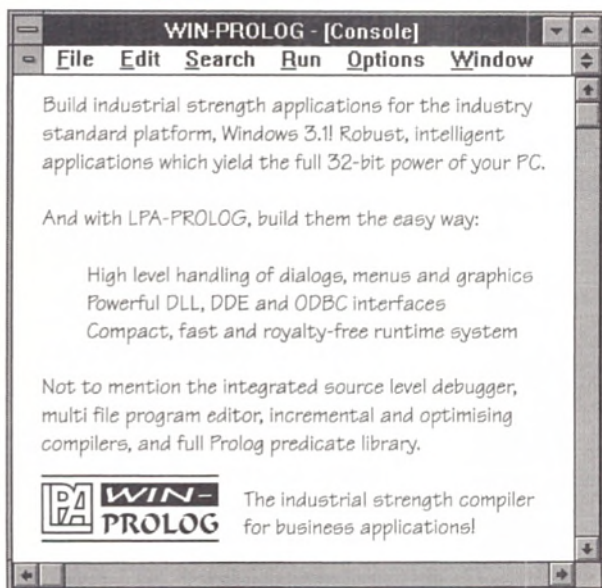 WIN-PROLOG - [Console]
File Edit Search Run Options Window
Build industrial strength applications for the industry
standard platform, Windows 3.1! Robust, intelligent
applications which yield the full 32-bit power of your PC.
And with LPA-PROLOG, build them the easy way:
High level handling of dialogs, menus and graphics
Powerful DLL, DDE and ODBC interfaces
Compact, fast and royalty-free runtime system
Not to mention the integrated source level debugger,
multi file program editor, incremental and optimising
compilers, and full Prolog predicate library.
LPA WIN-
PROLOG
The industrial strength compiler
for business applications!